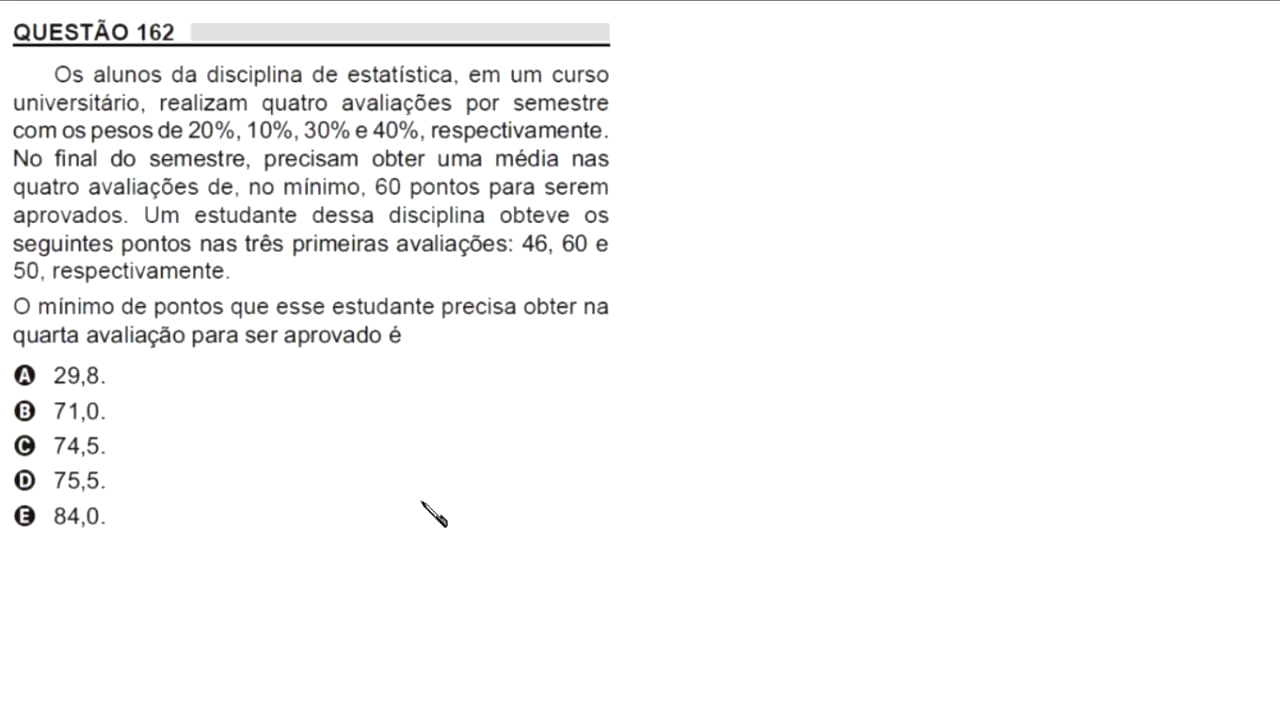 QUESTÃO 162
Os alunos da disciplina de estatística, em um curso
universitário, realizam quatro avaliações por semestre
com os pesos de 20%, 10%, 30% e 40%, respectivamente.
No final do semestre, precisam obter uma média nas
quatro avaliações de, no mínimo, 60 pontos para serem
aprovados. Um estudante dessa disciplina obteve os
seguintes pontos nas três primeiras avaliações: 46, 60 e
50, respectivamente.
O mínimo de pontos que esse estudante precisa obter na
quarta avaliação para ser aprovado é
A 29,8.
B 71,0.
C 74,5.
D 75,5.
E 84,0.